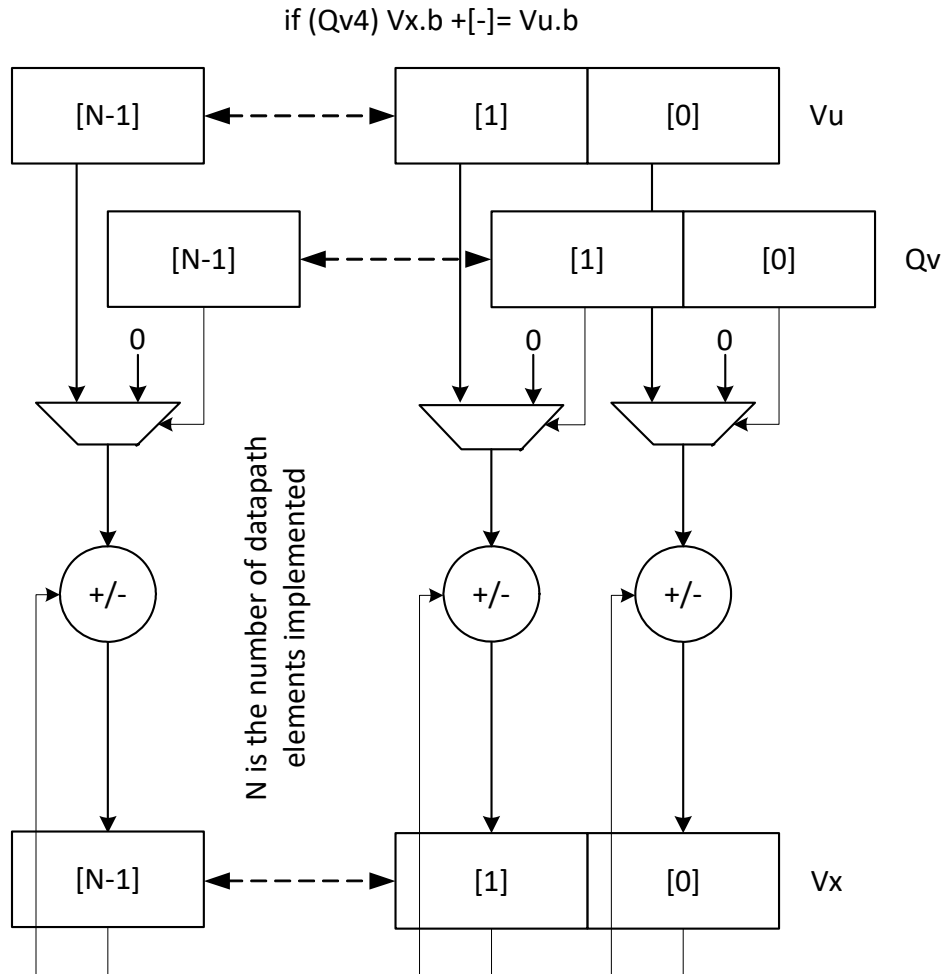 if (Qv4) Vx.b +[-]= Vu.b
[N-1] [1] [0] Vu
[N-1] [1] [0] Qv
0 0 0
N is the number of datapath
elements implemented
+/- +/- +/-
[N-1] [1] [0] Vx